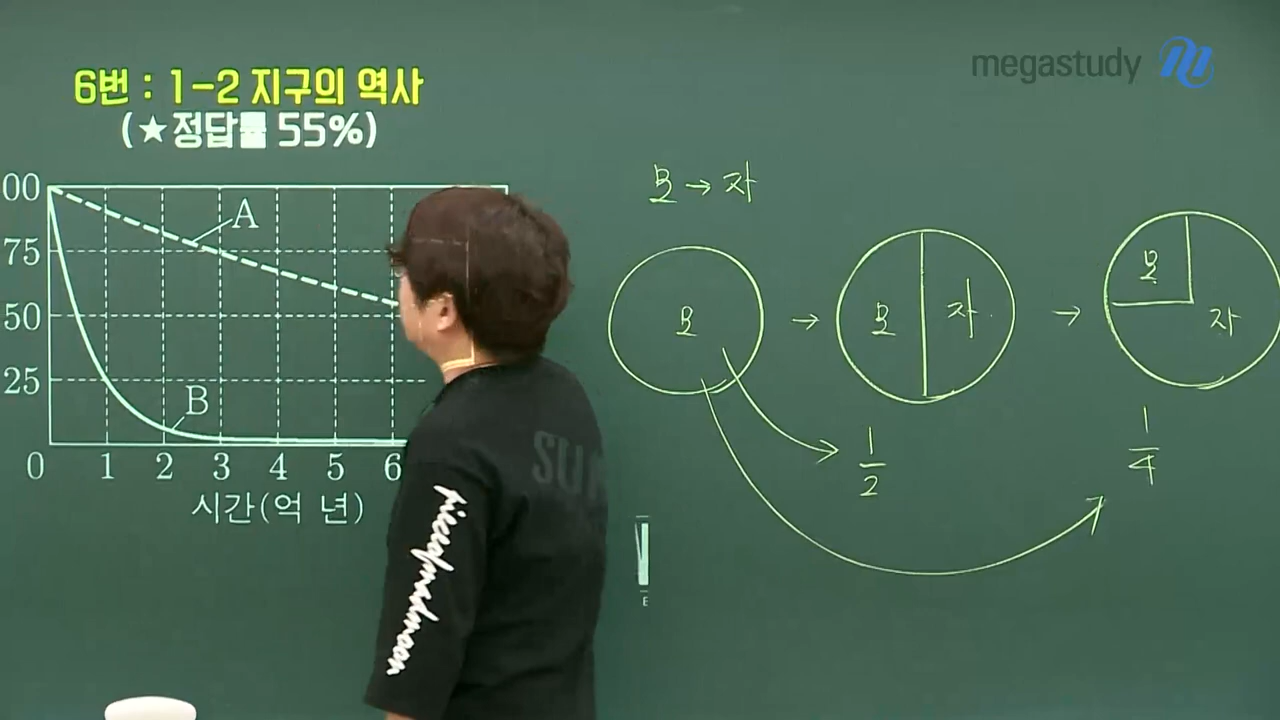 megastudy
6번 : 1-2 지구의 역사
(★정답률 55%)
00
75
50
25
0 1 2 3 4 5 6
A
B
시간(억 년)
모 → 자
모 → 모 자 → 모 자
1/2
1/4
SU
E